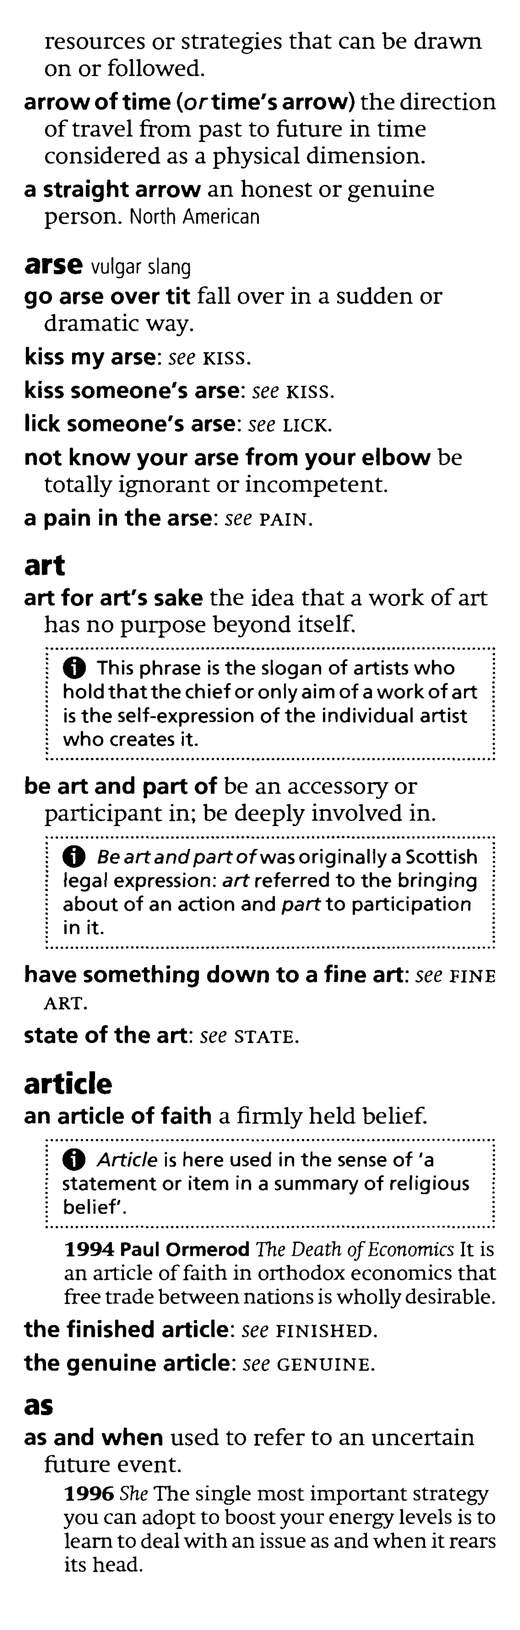 resources or strategies that can be drawn
on or followed.
arrow of time (or time's arrow) the direction
of travel from past to future in time
considered as a physical dimension.
a straight arrow an honest or genuine
person. North American
arse vulgar slang
go arse over tit fall over in a sudden or
dramatic way.
kiss my arse: see KISS.
kiss someone's arse: see KISS.
lick someone's arse: see LICK.
not know your arse from your elbow be
totally ignorant or incompetent.
a pain in the arse: see PAIN.
art
art for art's sake the idea that a work of art
has no purpose beyond itself.
i This phrase is the slogan of artists who
hold that the chief or only aim of a work of art
is the self-expression of the individual artist
who creates it.
be art and part of be an accessory or
participant in; be deeply involved in.
i Be art and part of was originally a Scottish
legal expression: art referred to the bringing
about of an action and part to participation
in it.
have something down to a fine art: see FINE
ART.
state of the art: see STATE.
article
an article of faith a firmly held belief.
i Article is here used in the sense of 'a
statement or item in a summary of religious
belief'.
1994 Paul Ormerod The Death of Economics It is
an article of faith in orthodox economics that
free trade between nations is wholly desirable.
the finished article: see FINISHED.
the genuine article: see GENUINE.
as
as and when used to refer to an uncertain
future event.
1996 She The single most important strategy
you can adopt to boost your energy levels is to
learn to deal with an issue as and when it rears
its head.